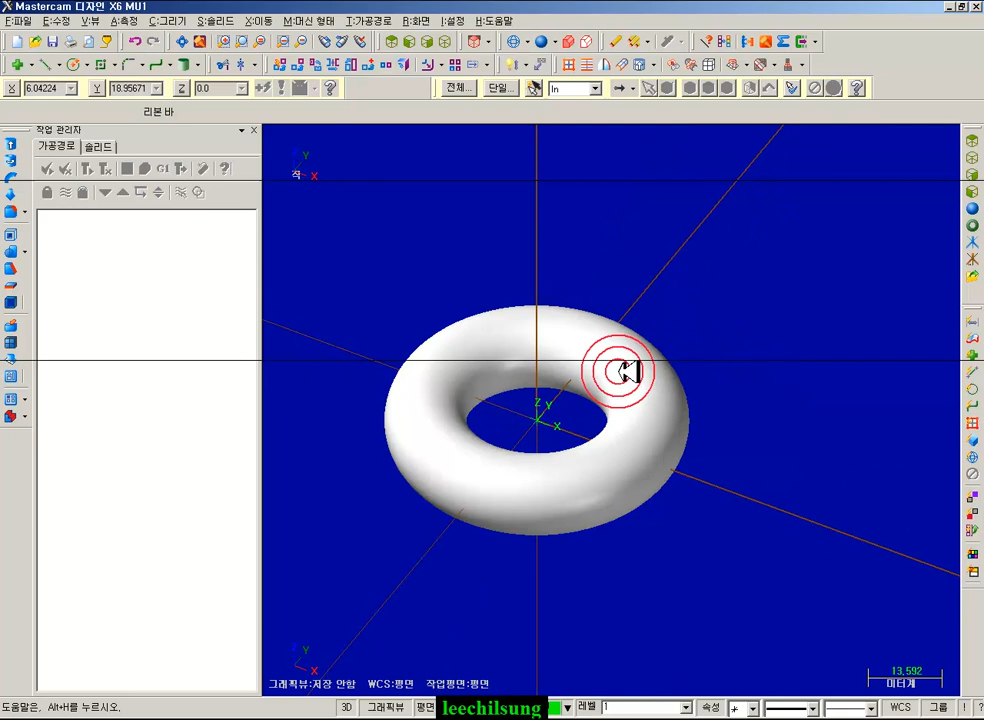 Mastercam 디자인 X6 MU1
F:파일 E:수정 V:뷰 A:측정 C:그리기 S:솔리드 X:이동 M:머신 형태 T:가공경로 R:화면 I:설정 H:도움말
X 6.04224 Y 18.95671 Z 0.0 전체... 단일... In
리본 바
작업 관리자
가공경로 솔리드
G1
Y
X
Z Y
X
Y
X
13.592
미터계
그래픽뷰:저장 안함 WCS:평면 작업평면:평면
도움말은, Alt+H를 누르시오. 3D 그래픽뷰 평면 leechilsung 레벨 1 속성 WCS 그룹 ! ?